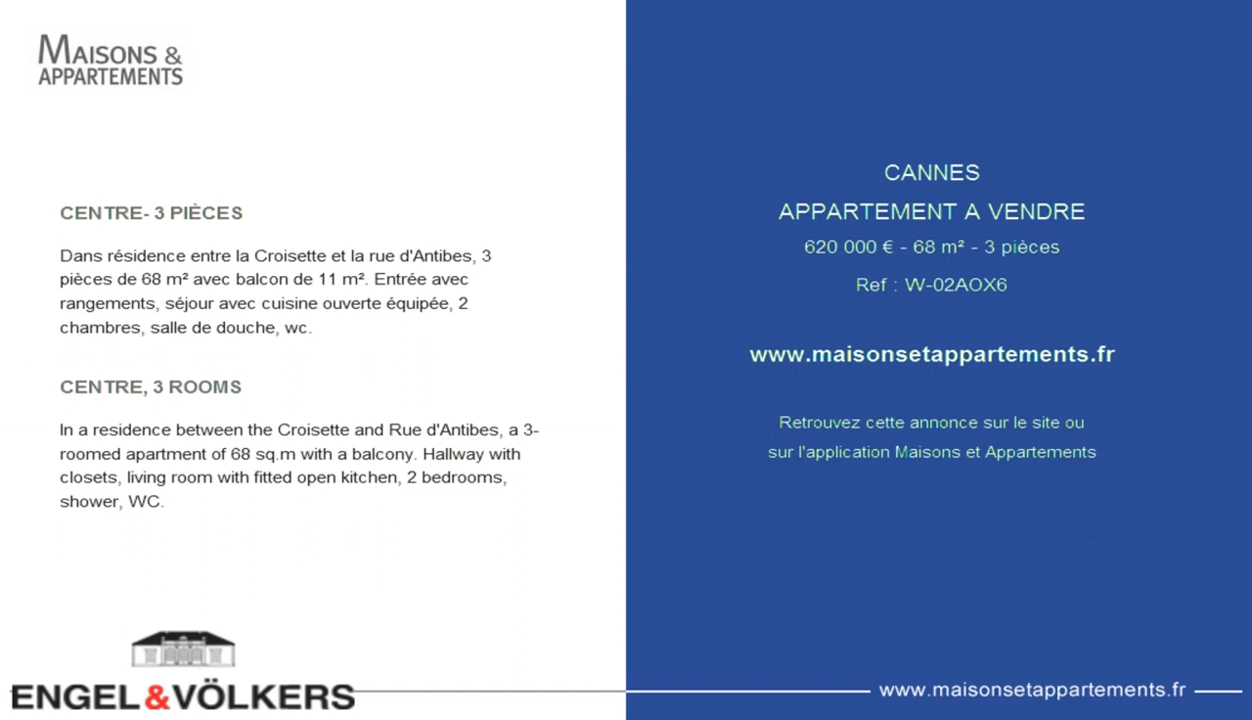 MAISONS &
APPARTEMENTS
CENTRE- 3 PIÈCES
Dans résidence entre la Croisette et la rue d'Antibes, 3
pièces de 68 m² avec balcon de 11 m². Entrée avec
rangements, séjour avec cuisine ouverte équipée, 2
chambres, salle de douche, wc.
CENTRE, 3 ROOMS
In a residence between the Croisette and Rue d'Antibes, a 3-
roomed apartment of 68 sq.m with a balcony. Hallway with
closets, living room with fitted open kitchen, 2 bedrooms,
shower, WC.
ENGEL&VÖLKERS
CANNES
APPARTEMENT A VENDRE
620 000 € - 68 m² - 3 pièces
Ref : W-02AOX6
www.maisonsetappartements.fr
Retrouvez cette annonce sur le site ou
sur l'application Maisons et Appartements
www.maisonsetappartements.fr